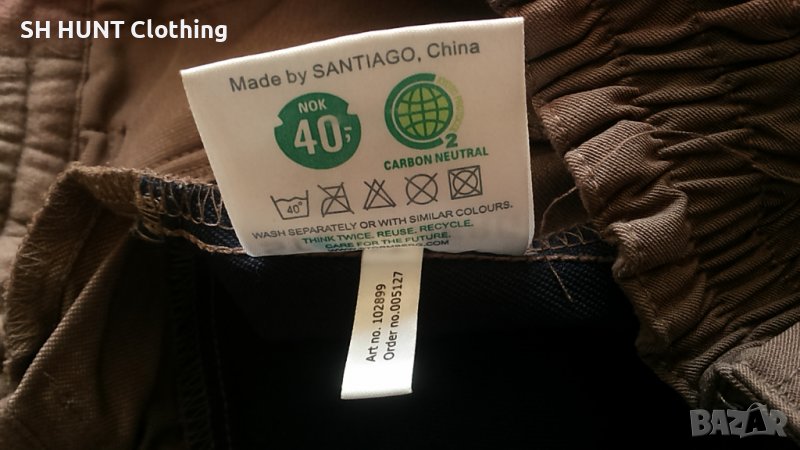 SH HUNT Clothing
Made by SANTIAGO, China
NOK
40,-
2
CARBON NEUTRAL
40°
WASH SEPARATELY OR WITH SIMILAR COLOURS.
THINK TWICE. REUSE. RECYCLE.
CARE FOR THE FUTURE.
Art no. 102899
Order no.005127
BAZAR